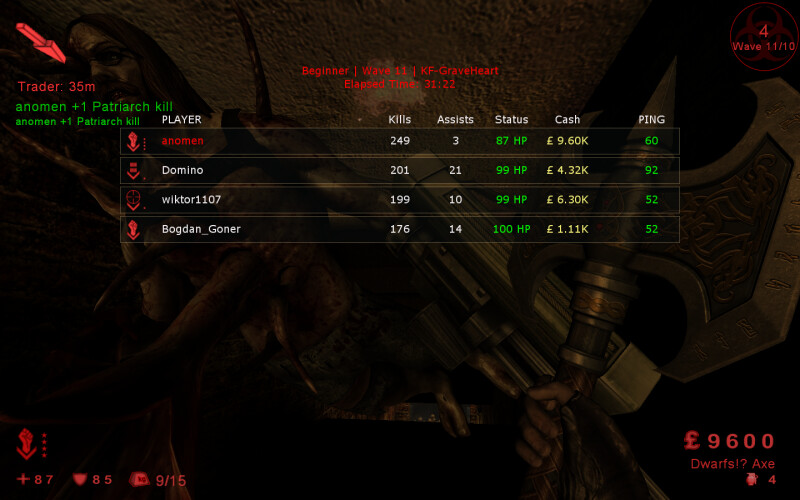 4
Wave 11/10
Beginner | Wave 11 | KF-GraveHeart
Elapsed Time: 31:22
Trader: 35m
anomen +1 Patriarch kill
anomen +1 Patriarch kill
PLAYER Kills Assists Status Cash PING
anomen 249 3 87 HP £ 9.60K 60
Domino 201 21 99 HP £ 4.32K 92
wiktor1107 199 10 99 HP £ 6.30K 52
Bogdan_Goner 176 14 100 HP £ 1.11K 52
£ 9600
Dwarfs!? Axe
87 85 9/15 4